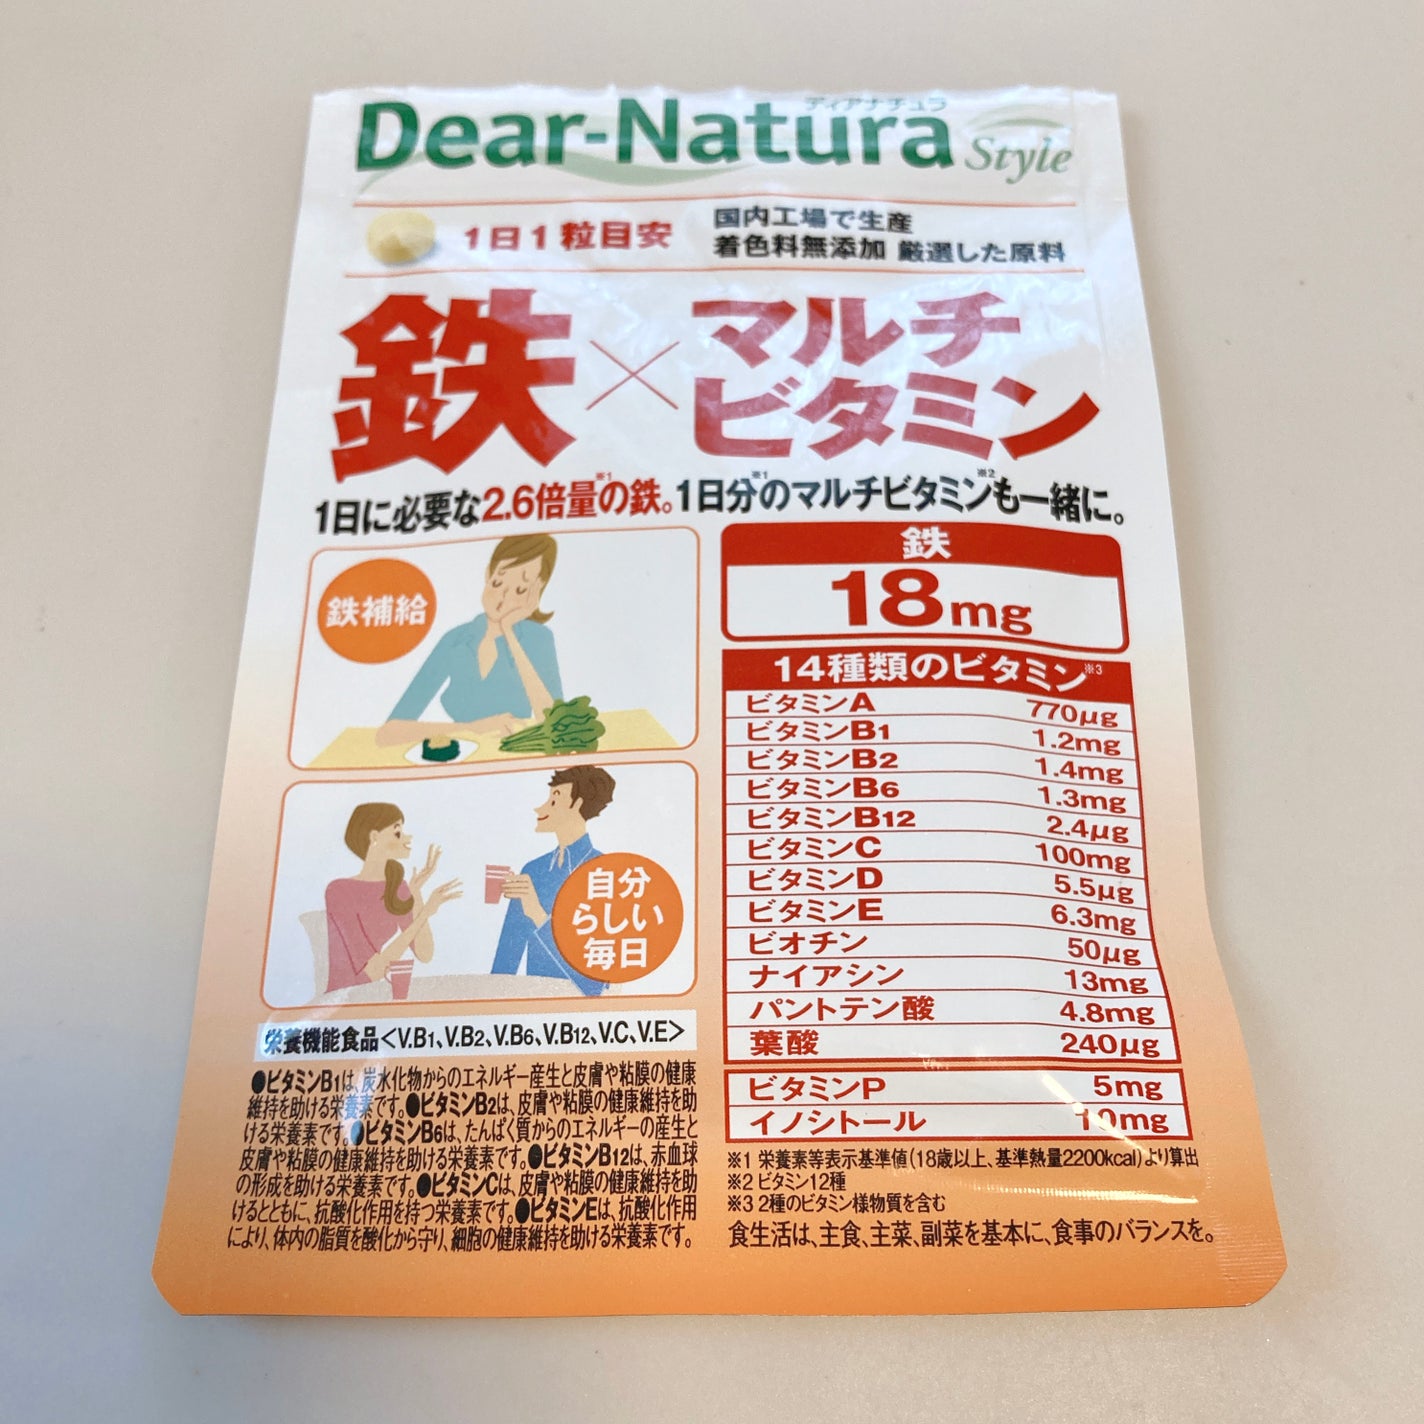 ディアナチュラ
Dear-Natura Style
1日1粒目安
国内工場で生産
着色料無添加 厳選した原料
鉄×マルチ
ビタミン
1日に必要な2.6倍量※1の鉄。1日分※1のマルチビタミン※2も一緒に。
鉄補給
自分
らしい
毎日
栄養機能食品<V.B1、V.B2、V.B6、V.B12、V.C、V.E>
●ビタミンB1は、炭水化物からのエネルギー産生と皮膚や粘膜の健康
維持を助ける栄養素です。●ビタミンB2は、皮膚や粘膜の健康維持を助
ける栄養素です。●ビタミンB6は、たんぱく質からのエネルギーの産生と
皮膚や粘膜の健康維持を助ける栄養素です。●ビタミンB12は、赤血球
の形成を助ける栄養素です。●ビタミンCは、皮膚や粘膜の健康維持を助
けるとともに、抗酸化作用を持つ栄養素です。●ビタミンEは、抗酸化作用
により、体内の脂質を酸化から守り、細胞の健康維持を助ける栄養素です。
鉄
18mg
14種類のビタミン※3
ビタミンA 770μg
ビタミンB1 1.2mg
ビタミンB2 1.4mg
ビタミンB6 1.3mg
ビタミンB12 2.4μg
ビタミンC 100mg
ビタミンD 5.5μg
ビタミンE 6.3mg
ビオチン 50μg
ナイアシン 13mg
パントテン酸 4.8mg
葉酸 240μg
ビタミンP 5mg
イノシトール 10mg
※1 栄養素等表示基準値(18歳以上、基準熱量2200kcal)より算出
※2 ビタミン12種
※3 2種のビタミン様物質を含む
食生活は、主食、主菜、副菜を基本に、食事のバランスを。